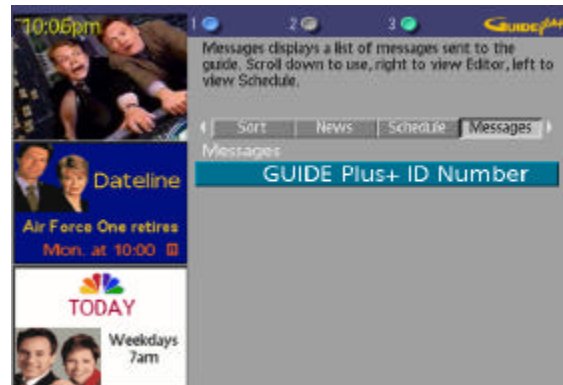 10:06pm
1 2 3 GUIDE Plus+
Messages displays a list of messages sent to the
guide. Scroll down to use, right to view Editor, left to
view Schedule.
Sort News Schedule Messages
Messages
GUIDE Plus+ ID Number
Dateline
Air Force One retires
Mon. at 10:00
TODAY
Weekdays
7am